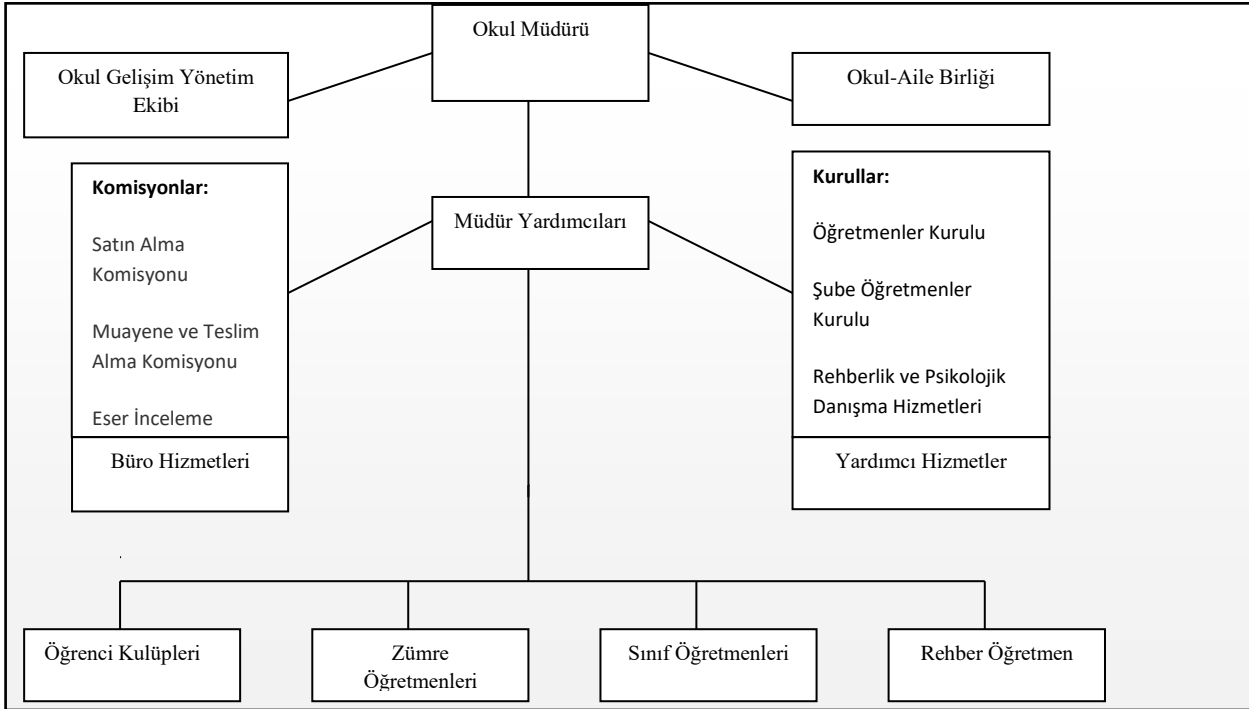 Okul Müdürü
Okul Gelişim Yönetim
Ekibi
Okul-Aile Birliği
Komisyonlar:
Satın Alma
Komisyonu
Muayene ve Teslim
Alma Komisyonu
Eser İnceleme
Müdür Yardımcıları
Kurullar:
Öğretmenler Kurulu
Şube Öğretmenler
Kurulu
Rehberlik ve Psikolojik
Danışma Hizmetleri
Büro Hizmetleri
Yardımcı Hizmetler
Öğrenci Kulüpleri
Zümre
Öğretmenleri
Sınıf Öğretmenleri
Rehber Öğretmen